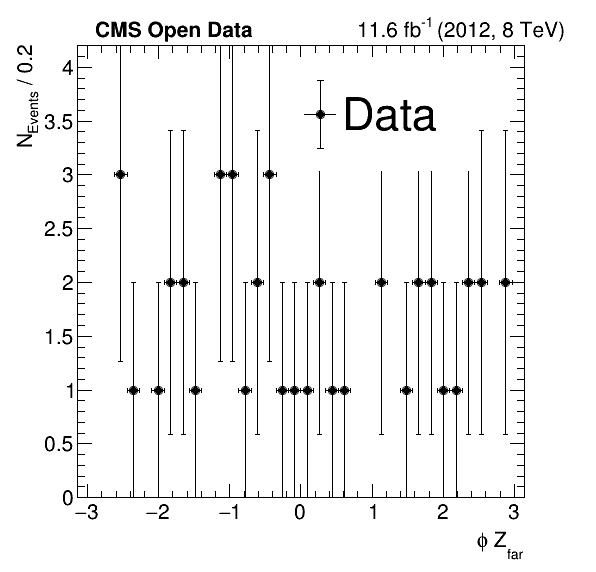 CMS Open Data
11.6 fb⁻¹ (2012, 8 TeV)
N_Events / 0.2
Data
4
3.5
3
2.5
2
1.5
1
0.5
0
−3 −2 −1 0 1 2 3
ϕ Z_far